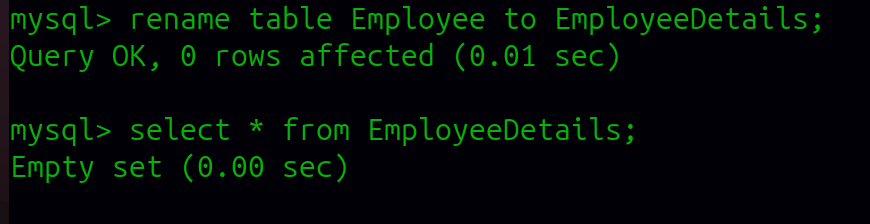 mysql> rename table Employee to EmployeeDetails;
Query OK, 0 rows affected (0.01 sec)
mysql> select * from EmployeeDetails;
Empty set (0.00 sec)